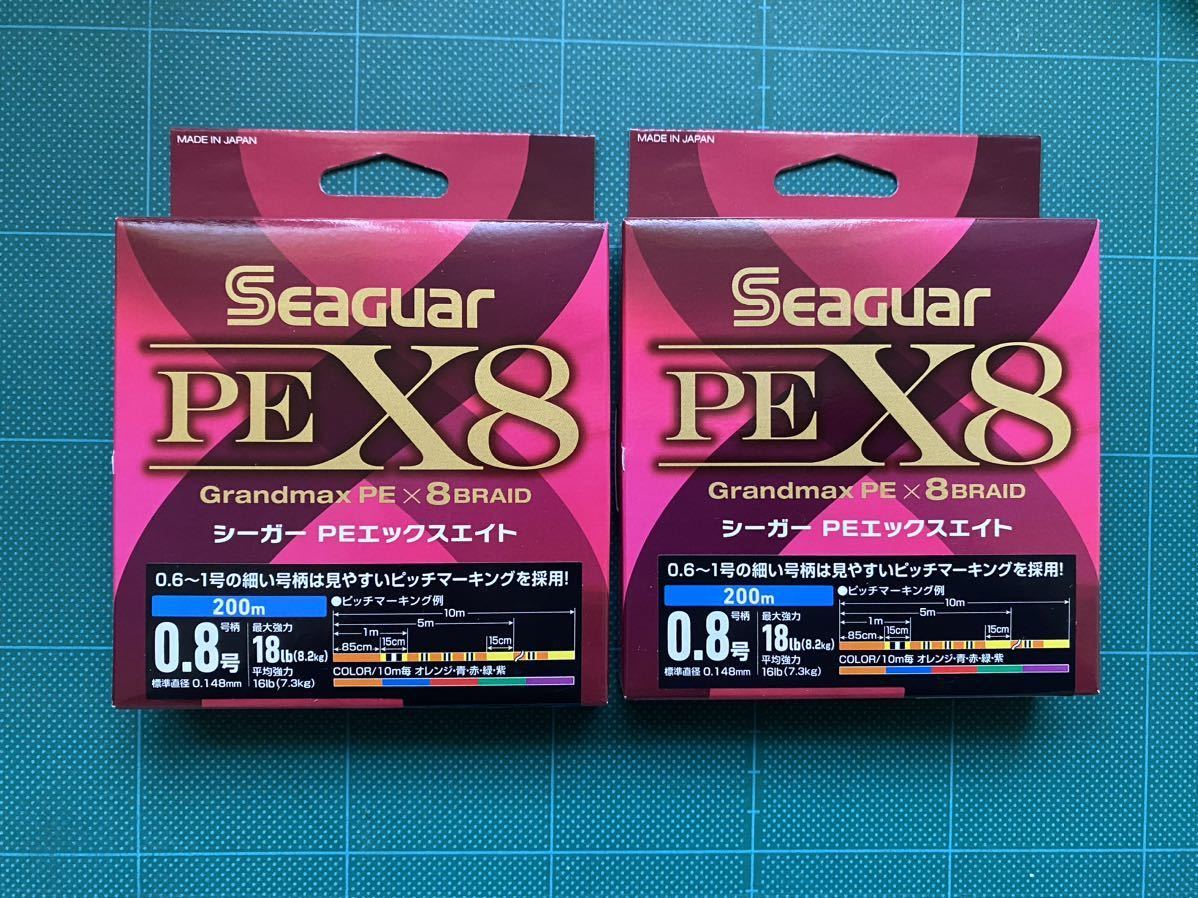 MADE IN JAPAN
Seaguar
PE X8
Grandmax PE × 8 BRAID
シーガー PEエックスエイト
0.6〜1号の細い号柄は見やすいピッチマーキングを採用!
200m
●ピッチマーキング例
10m
5m
1m
85cm
15cm
15cm
号柄
0.8号
標準直径 0.148mm
最大強力
18lb(8.2kg)
平均強力
16lb(7.3kg)
COLOR/10m毎 オレンジ・青・赤・緑・紫
MADE IN JAPAN
Seaguar
PE X8
Grandmax PE × 8 BRAID
シーガー PEエックスエイト
0.6〜1号の細い号柄は見やすいピッチマーキングを採用!
200m
●ピッチマーキング例
10m
5m
1m
85cm
15cm
15cm
号柄
0.8号
標準直径 0.148mm
最大強力
18lb(8.2kg)
平均強力
16lb(7.3kg)
COLOR/10m毎 オレンジ・青・赤・緑・紫